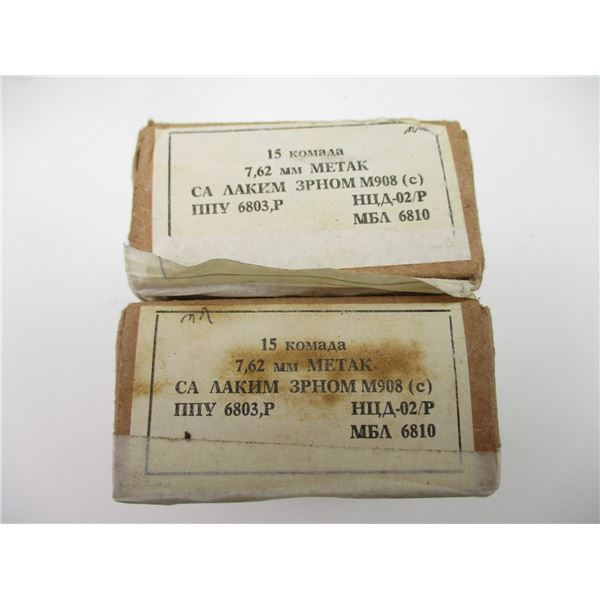 15 комада
7,62 мм МЕТАК
СА ЛАКИМ ЗРНОМ М908 (с)
ППУ 6803,Р НЦД-02/Р
МБЛ 6810
15 комада
7,62 мм МЕТАК
СА ЛАКИМ ЗРНОМ М908 (с)
ППУ 6803,Р НЦД-02/Р
МБЛ 6810